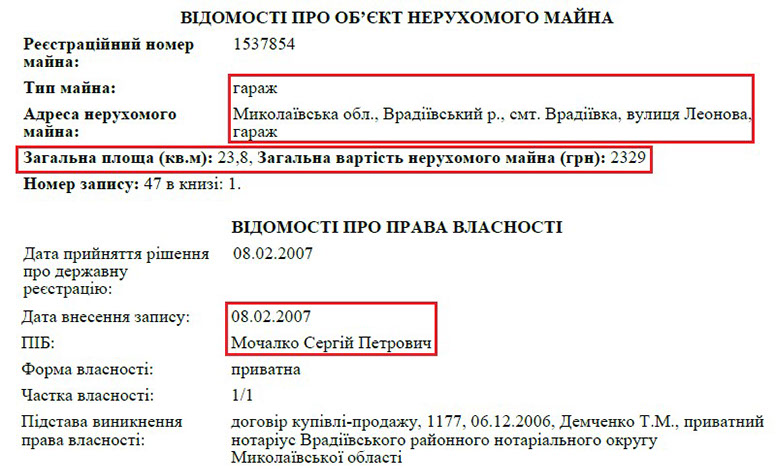 ВІДОМОСТІ ПРО ОБ’ЄКТ НЕРУХОМОГО МАЙНА
Реєстраційний номер майна: 1537854
Тип майна: гараж
Адреса нерухомого майна: Миколаївська обл., Врадіївський р., смт. Врадіївка, вулиця Леонова, гараж
Загальна площа (кв.м): 23,8, Загальна вартість нерухомого майна (грн): 2329
Номер запису: 47 в книзі: 1.
ВІДОМОСТІ ПРО ПРАВА ВЛАСНОСТІ
Дата прийняття рішення про державну реєстрацію: 08.02.2007
Дата внесення запису: 08.02.2007
ПІБ: Мочалко Сергій Петрович
Форма власності: приватна
Частка власності: 1/1
Підстава виникнення права власності: договір купівлі-продажу, 1177, 06.12.2006, Демченко Т.М., приватний нотаріус Врадіївського районного нотаріального округу Миколаївської області